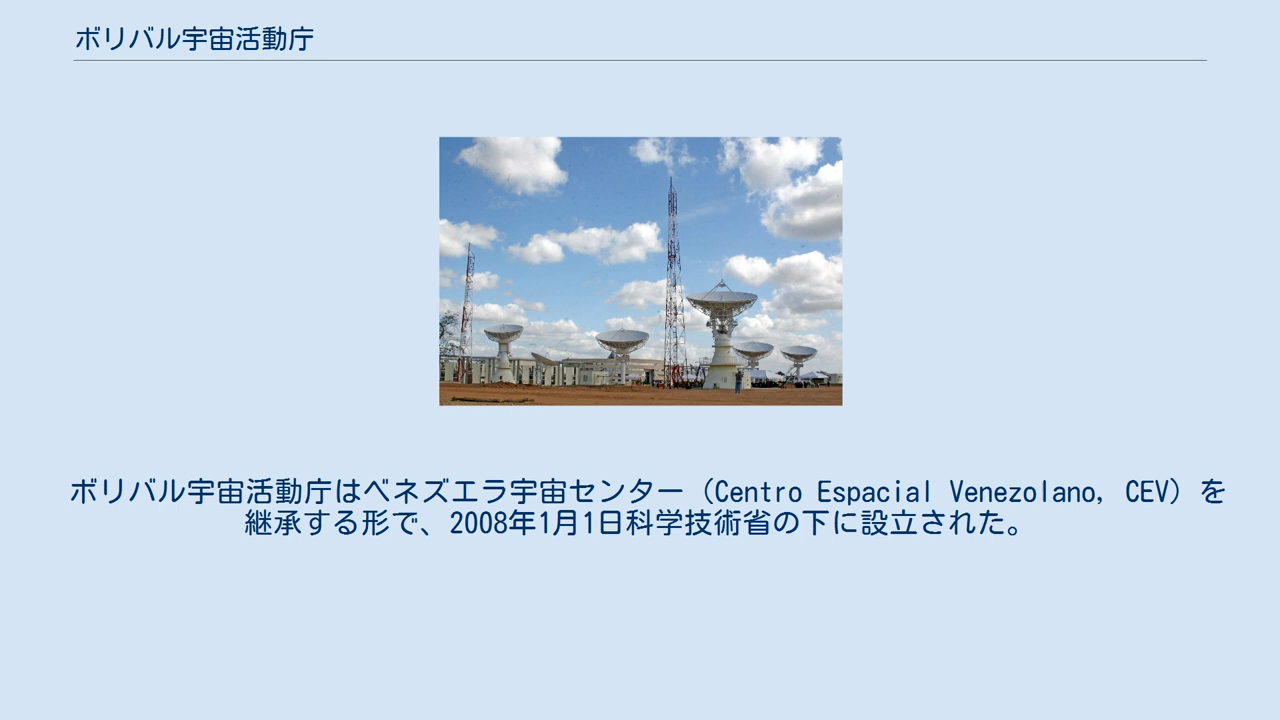 ボリバル宇宙活動庁
ボリバル宇宙活動庁はベネズエラ宇宙センター（Centro Espacial Venezolano, CEV）を
継承する形で、2008年1月1日科学技術省の下に設立された。